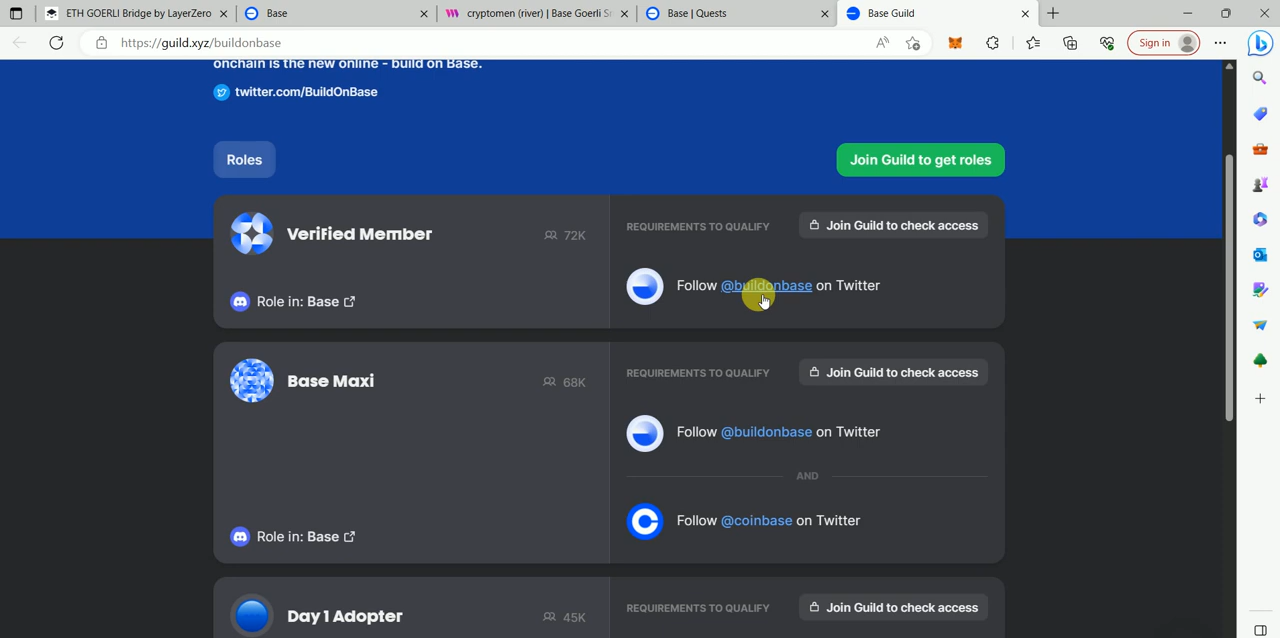 ETH GOERLI Bridge by LayerZero
Base
cryptomen (river) | Base Goerli
Base | Quests
Base Guild
https://guild.xyz/buildonbase
Sign in
onchain is the new online - build on Base.
twitter.com/BuildOnBase
Roles
Join Guild to get roles
Verified Member
72K
REQUIREMENTS TO QUALIFY
Join Guild to check access
Follow @buildonbase on Twitter
Role in: Base
Base Maxi
68K
REQUIREMENTS TO QUALIFY
Join Guild to check access
Follow @buildonbase on Twitter
AND
Follow @coinbase on Twitter
Role in: Base
Day 1 Adopter
45K
REQUIREMENTS TO QUALIFY
Join Guild to check access